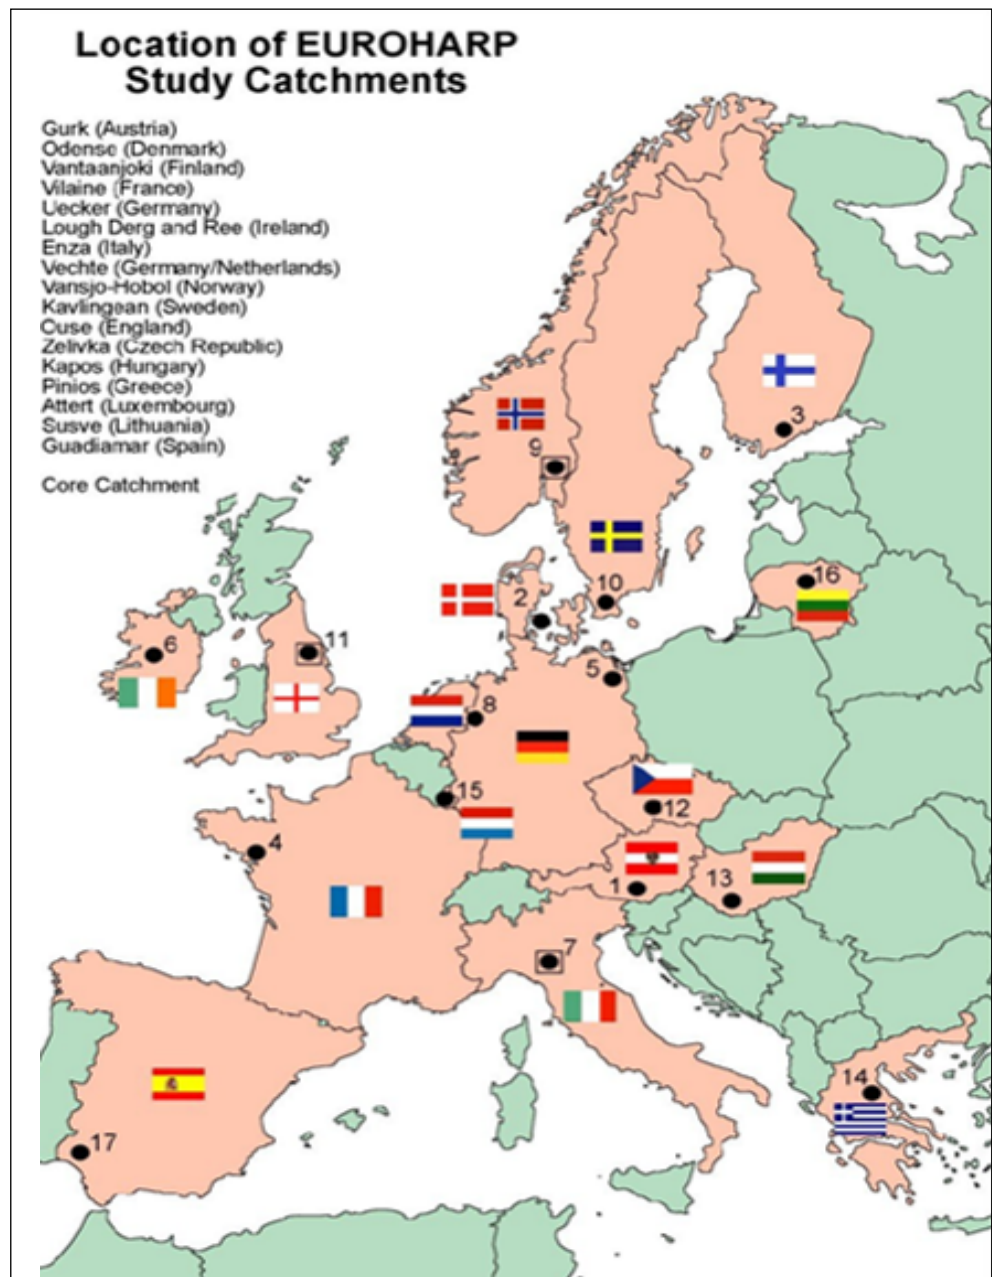 Location of EUROHARP
Study Catchments
Gurk (Austria)
Odense (Denmark)
Vantaanjoki (Finland)
Vilaine (France)
Uecker (Germany)
Lough Derg and Ree (Ireland)
Enza (Italy)
Vechte (Germany/Netherlands)
Vansjo-Hobol (Norway)
Kavlingean (Sweden)
Ouse (England)
Zelivka (Czech Republic)
Kapos (Hungary)
Pinios (Greece)
Attert (Luxembourg)
Susve (Lithuania)
Guadiamar (Spain)
Core Catchment
3
9
16
10
2
6
11
5
8
15
12
4
1
13
7
14
17